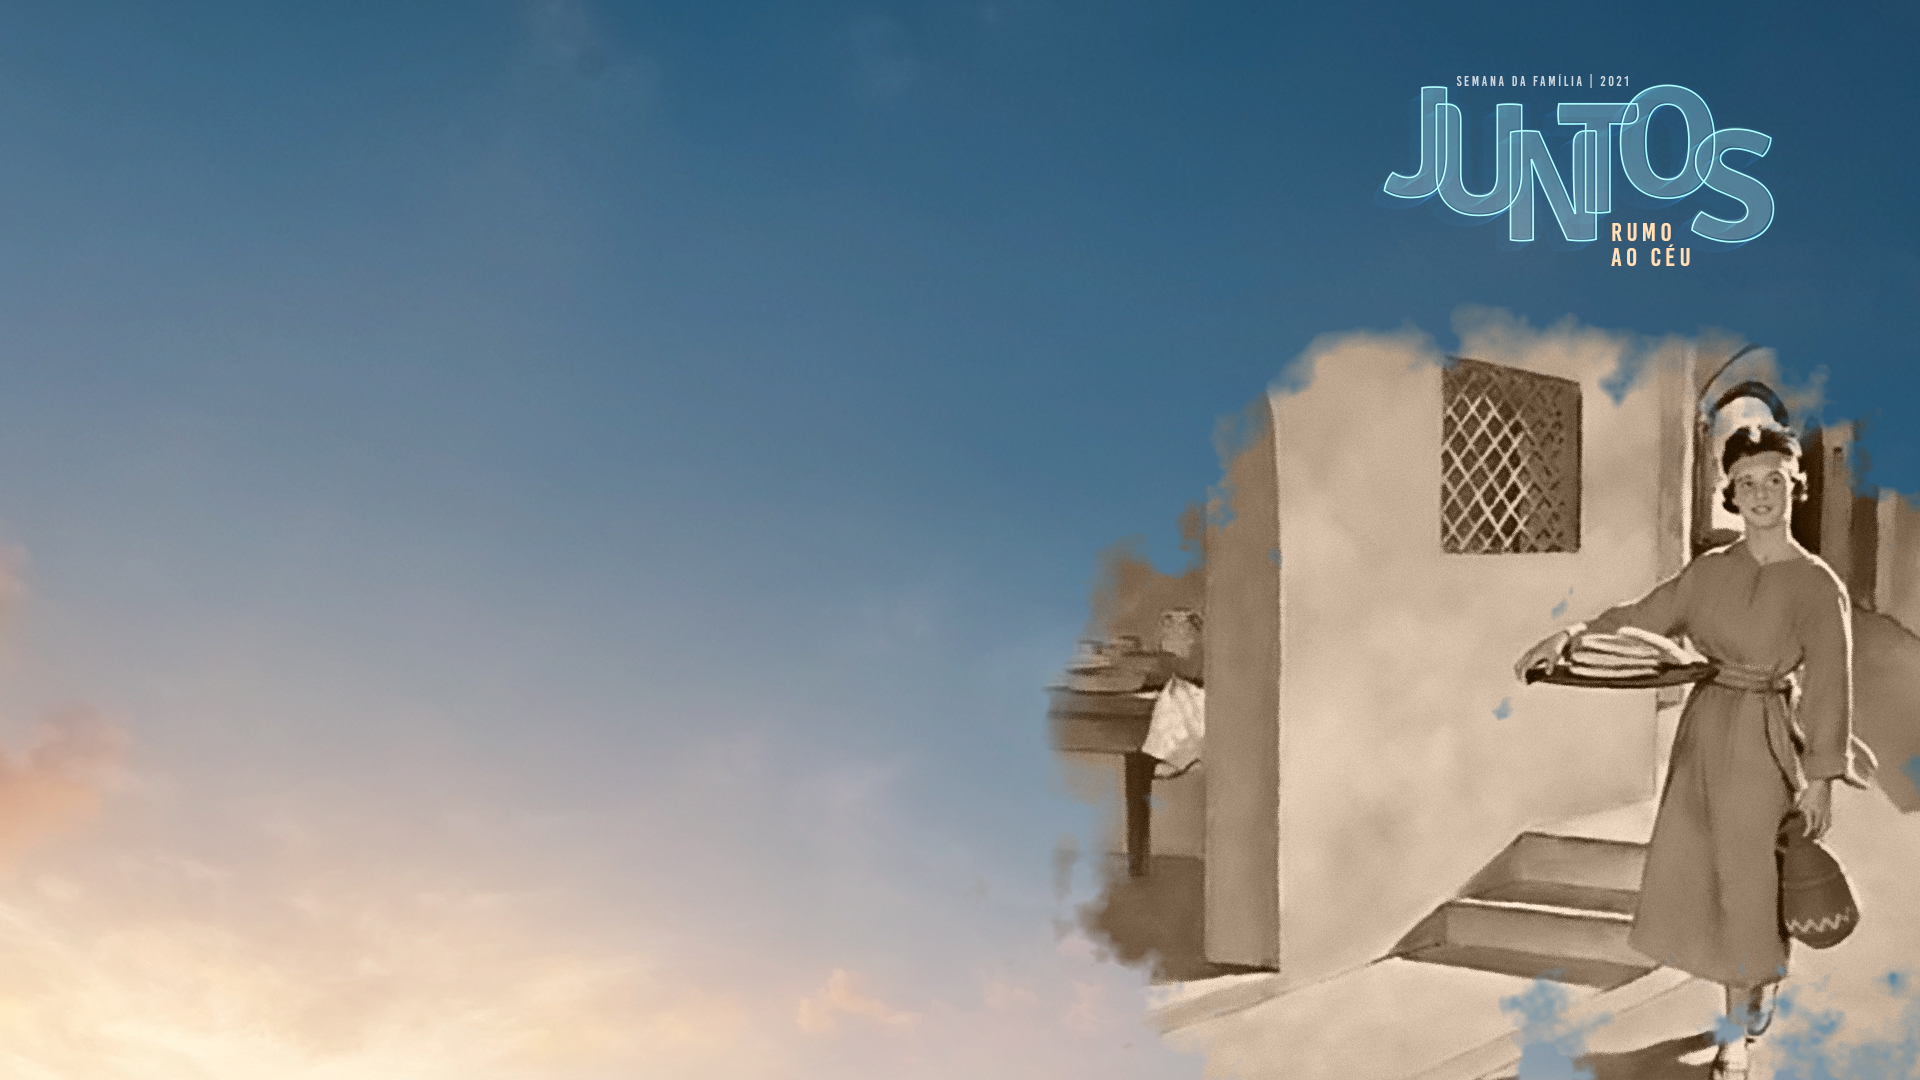 SEMANA DA FAMÍLIA | 2021
JUNTOS
RUMO
AO CÉU